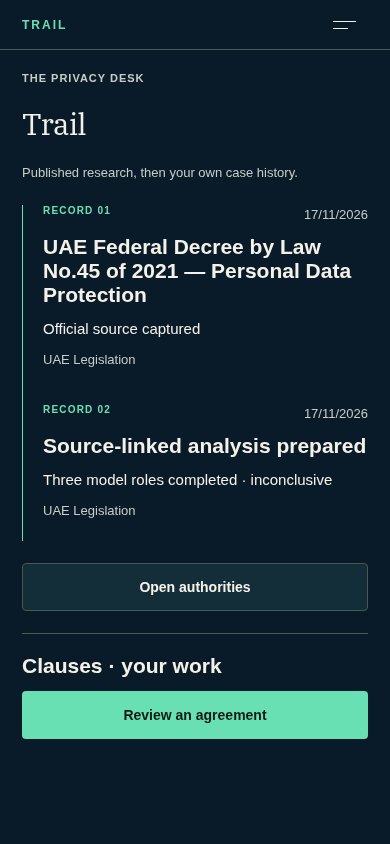 TRAIL
THE PRIVACY DESK
Trail
Published research, then your own case history.
RECORD 01
17/11/2026
UAE Federal Decree by Law
No.45 of 2021 — Personal Data
Protection
Official source captured
UAE Legislation
RECORD 02
17/11/2026
Source-linked analysis prepared
Three model roles completed · inconclusive
UAE Legislation
Open authorities
Clauses · your work
Review an agreement